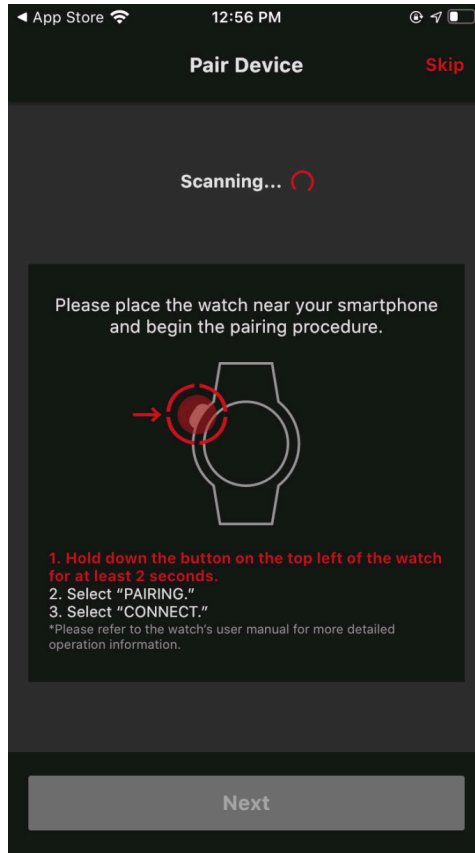 ◀ App Store 12:56 PM
Pair Device Skip
Scanning...
Please place the watch near your smartphone
and begin the pairing procedure.
1. Hold down the button on the top left of the watch
for at least 2 seconds.
2. Select “PAIRING.”
3. Select “CONNECT.”
*Please refer to the watch’s user manual for more detailed
operation information.
Next